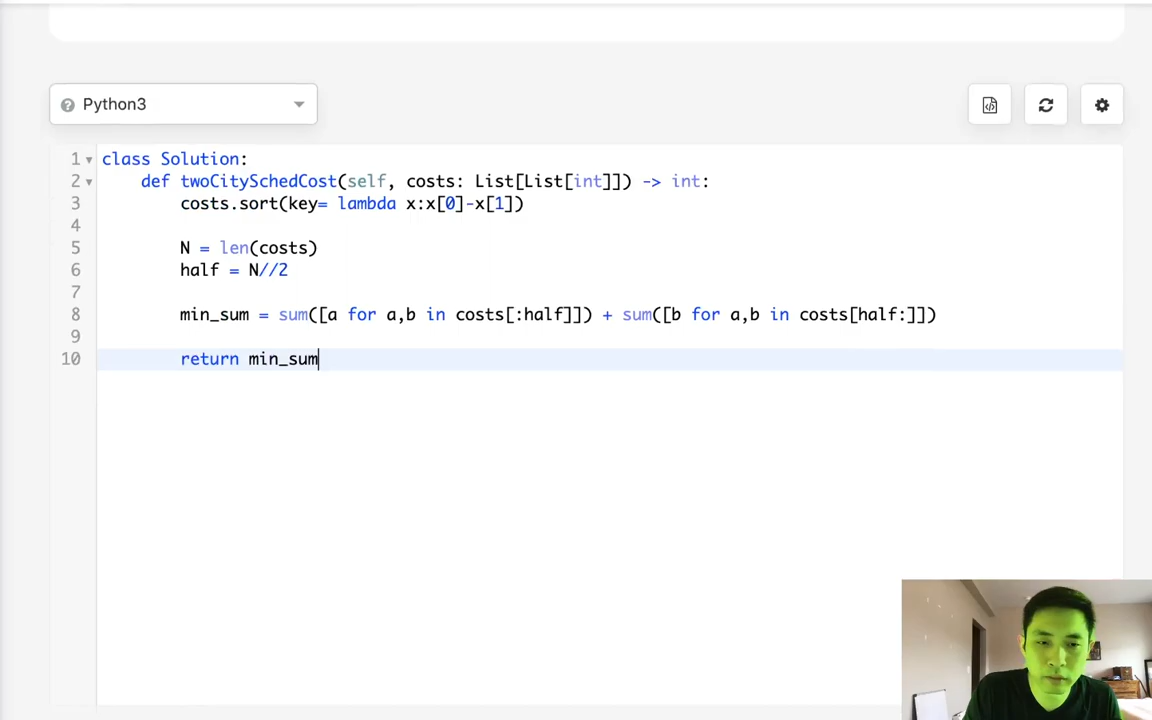 Python3
1 class Solution:
2 def twoCitySchedCost(self, costs: List[List[int]]) -> int:
3 costs.sort(key= lambda x:x[0]-x[1])
4
5 N = len(costs)
6 half = N//2
7
8 min_sum = sum([a for a,b in costs[:half]]) + sum([b for a,b in costs[half:]])
9
10 return min_sum